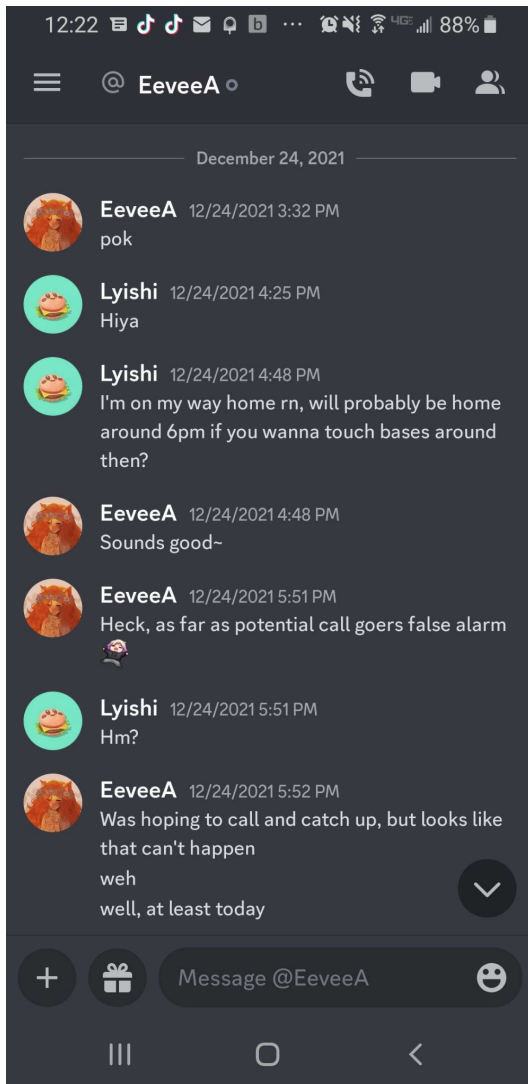 12:22 b ... 4GE 88%
@ EeveeA
December 24, 2021
EeveeA 12/24/2021 3:32 PM
pok
Lyishi 12/24/2021 4:25 PM
Hiya
Lyishi 12/24/2021 4:48 PM
I'm on my way home rn, will probably be home
around 6pm if you wanna touch bases around
then?
EeveeA 12/24/2021 4:48 PM
Sounds good~
EeveeA 12/24/2021 5:51 PM
Heck, as far as potential call goers false alarm
Lyishi 12/24/2021 5:51 PM
Hm?
EeveeA 12/24/2021 5:52 PM
Was hoping to call and catch up, but looks like
that can't happen
weh
well, at least today
Message @EeveeA